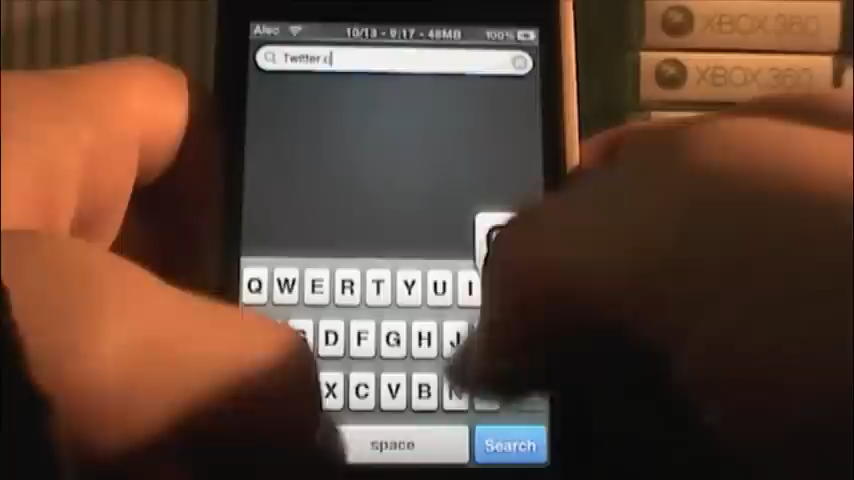 Alec 10/13 - 9:17 - 48MB 100%
Twitter c
XBOX 360
XBOX 360
Q W E R T Y U I
D F G H J
X C V B N
space Search